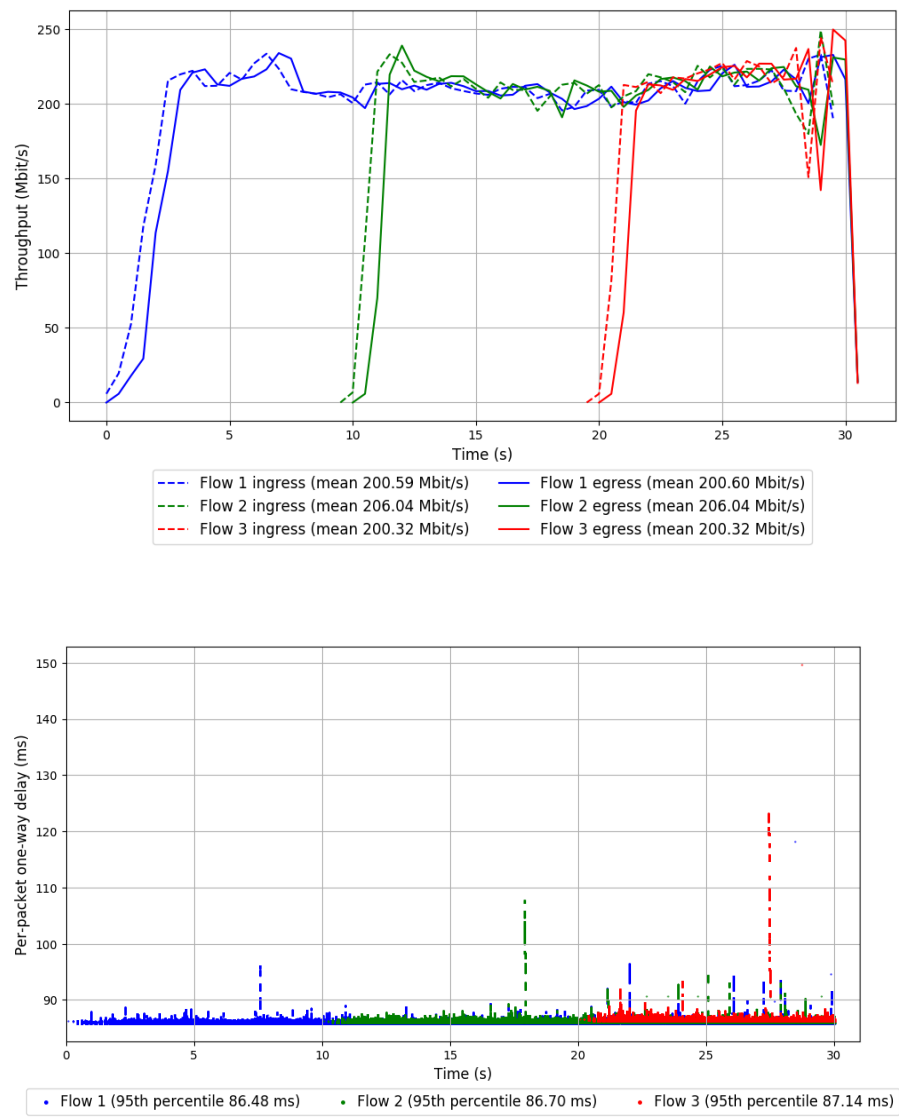 250
200
150
100
50
0
Throughput (Mbit/s)
0 5 10 15 20 25 30
Time (s)
Flow 1 ingress (mean 200.59 Mbit/s) Flow 1 egress (mean 200.60 Mbit/s)
Flow 2 ingress (mean 206.04 Mbit/s) Flow 2 egress (mean 206.04 Mbit/s)
Flow 3 ingress (mean 200.32 Mbit/s) Flow 3 egress (mean 200.32 Mbit/s)
150
140
130
120
110
100
90
Per-packet one-way delay (ms)
0 5 10 15 20 25 30
Time (s)
Flow 1 (95th percentile 86.48 ms) Flow 2 (95th percentile 86.70 ms) Flow 3 (95th percentile 87.14 ms)